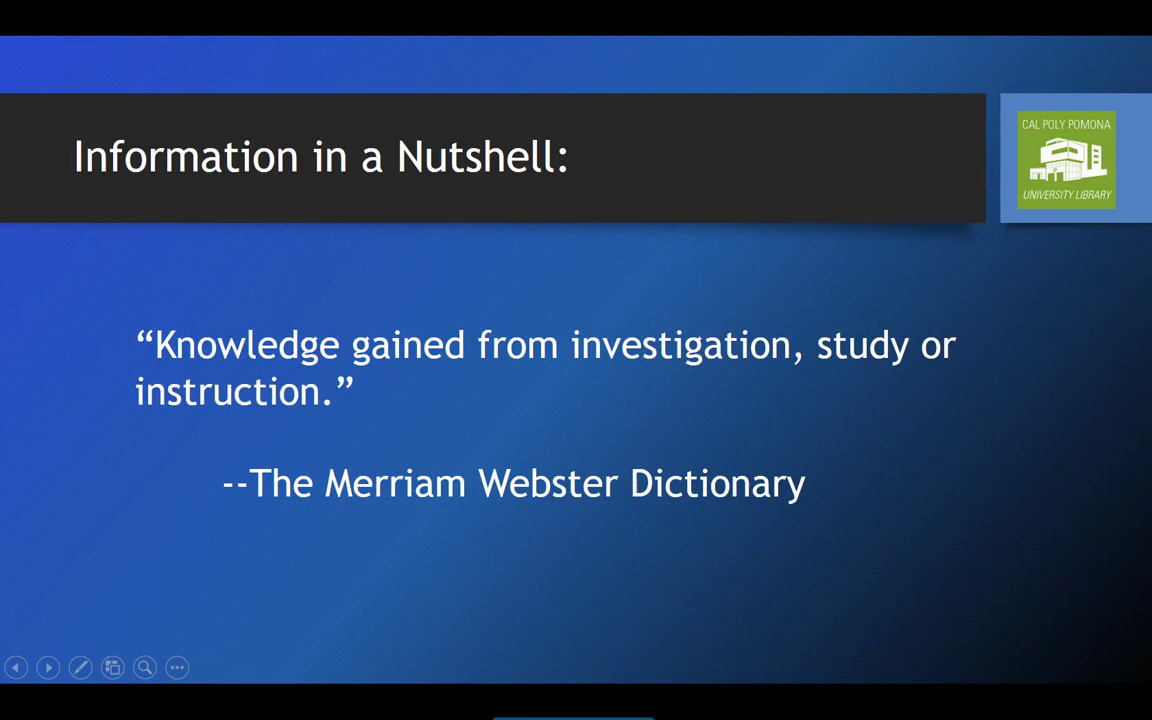 Information in a Nutshell:
CAL POLY POMONA
UNIVERSITY LIBRARY
“Knowledge gained from investigation, study or
instruction.”
--The Merriam Webster Dictionary